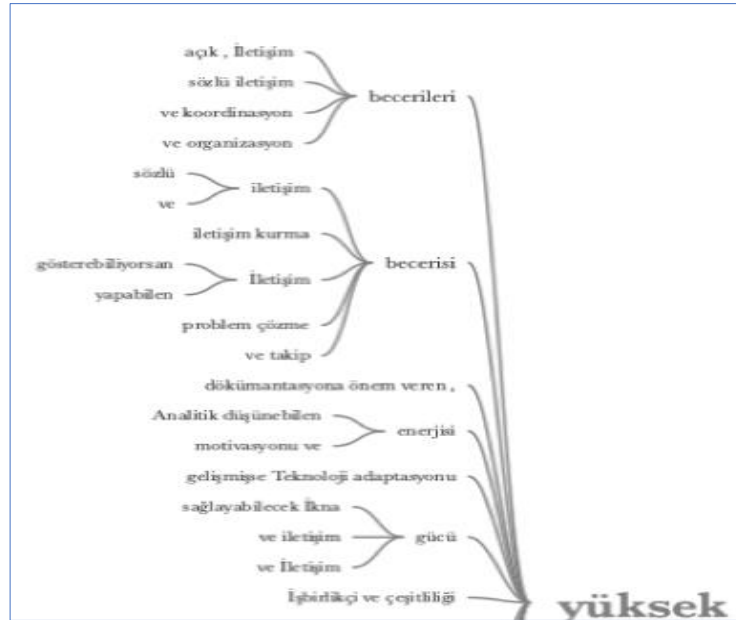 açık , İletişim
sözlü iletişim
becerileri
ve koordinasyon
ve organizasyon
sözlü
iletişim
ve
iletişim kurma
gösterebiliyorsan
İletişim
becerisi
yapabilen
problem çözme
ve takip
dökümantasyona önem veren ,
Analitik düşünebilen
enerjisi
motivasyonu ve
gelişmişse Teknoloji adaptasyonu
sağlayabilecek İkna
ve iletişim
gücü
ve İletişim
İşbirlikçi ve çeşitliliği
yüksek